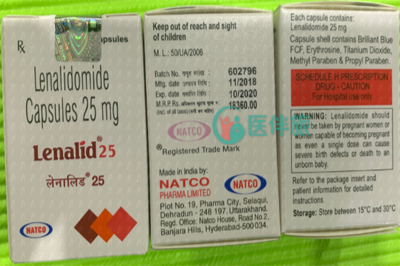 Rx
apsules
Lenalidomide
Capsules 25 mg
Lenalid 25
लेनालिड 25
NATCO
Keep out of reach and sight
of children
M. L.: 50/UA/2006
Batch No. 602796
Mfg. date 11/2018
Exp. date 10/2020
M.R.P.Rs. 18360.00
NATCO
医伴旅
®Registered Trade Mark
Made in India by:
NATCO
PHARMA LIMITED
NATCO
Plot No. 19, Pharma City, Selaqui,
Dehradun - 248 197, Uttarakhand.
Regd. Office: Natco House, Road No 2,
Banjara Hills, Hyderabad-500034.
Each capsule contains:
Lenalidomide 25 mg
Capsule shell contains Brilliant Blue
FCF, Erythrosine, Titanium Dioxide,
Methyl Paraben & Propyl Paraben.
SCHEDULE H PRESCRIPTION
DRUG - CAUTION
For Hospital use only
WARNING: Lenalidomide should
be taken by pregnant women or
women capable of becoming pregnant
as even a single dose can cause
severe birth defects or death to an
unborn baby.
Refer to the package insert and
patient information for detailed
instructions.
Storage: Store between 15°C and 30°C